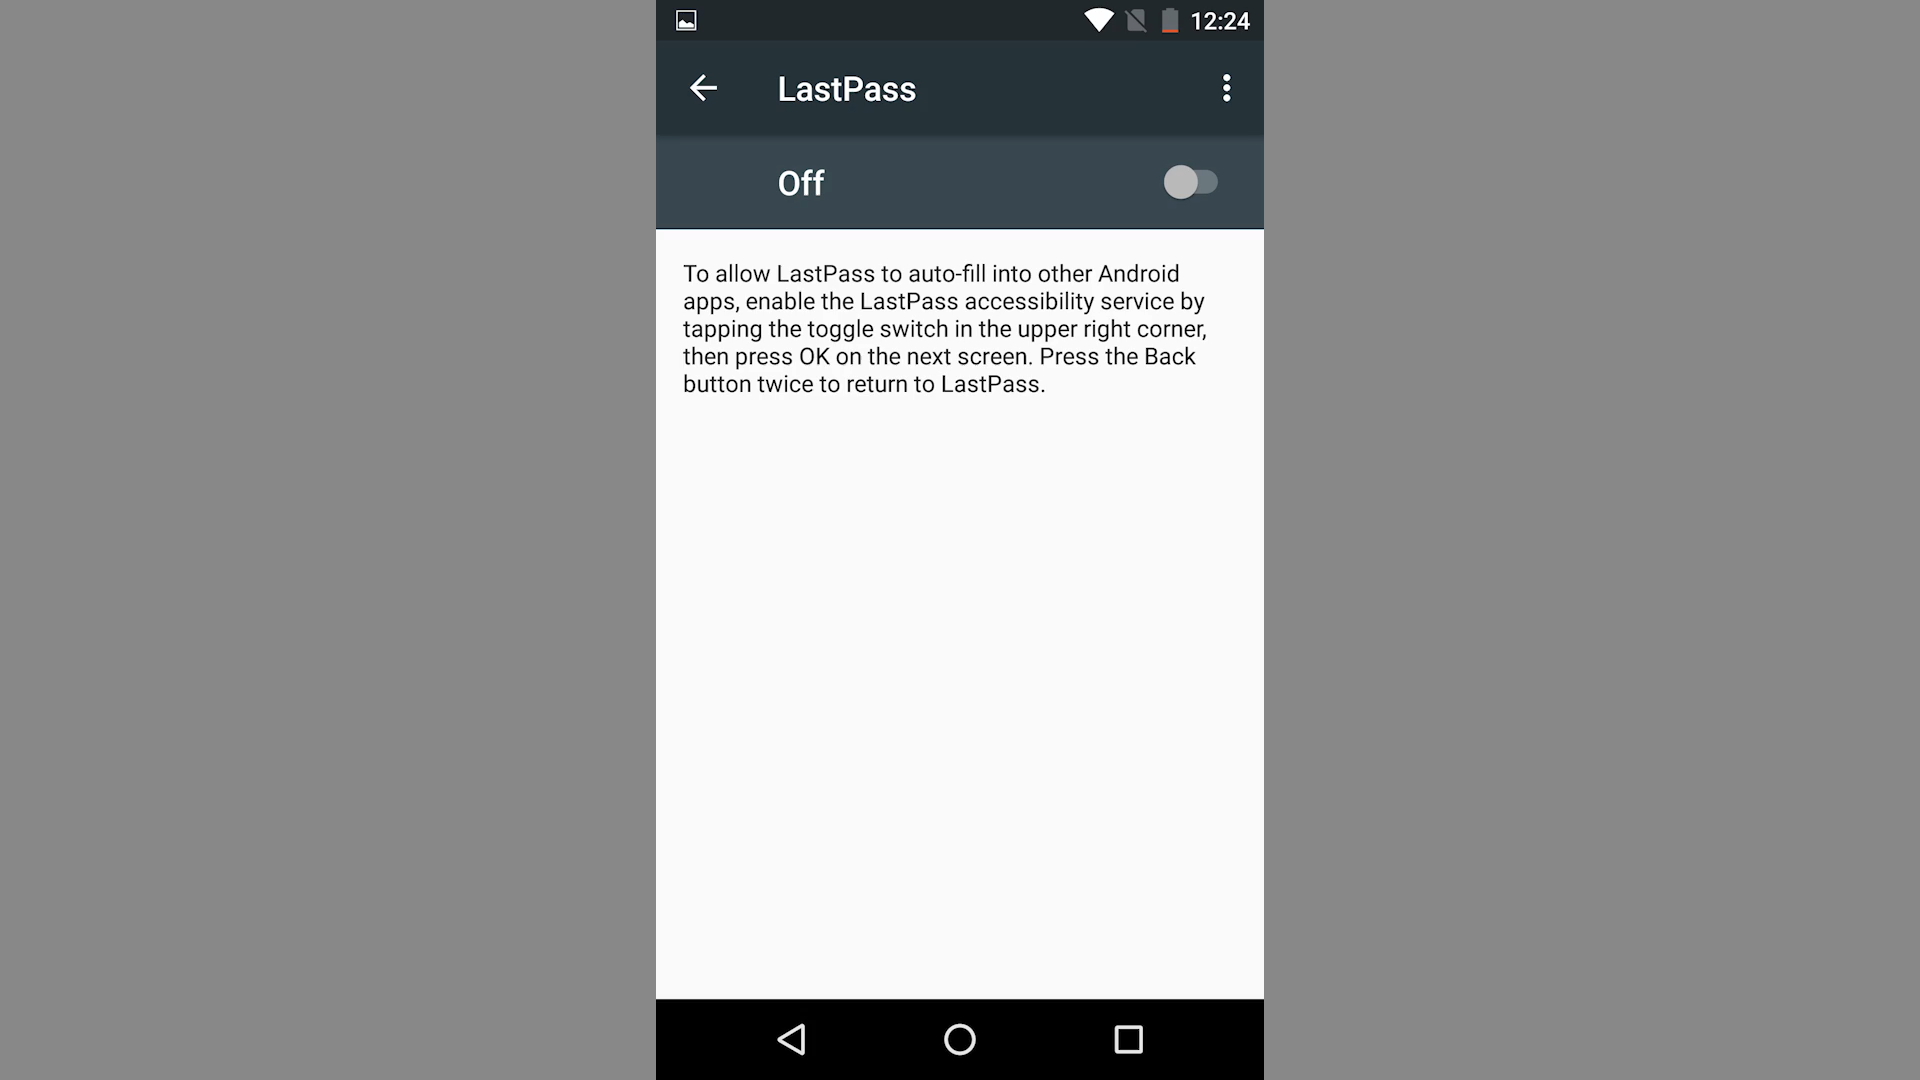 12:24
LastPass
Off
To allow LastPass to auto-fill into other Android
apps, enable the LastPass accessibility service by
tapping the toggle switch in the upper right corner,
then press OK on the next screen. Press the Back
button twice to return to LastPass.